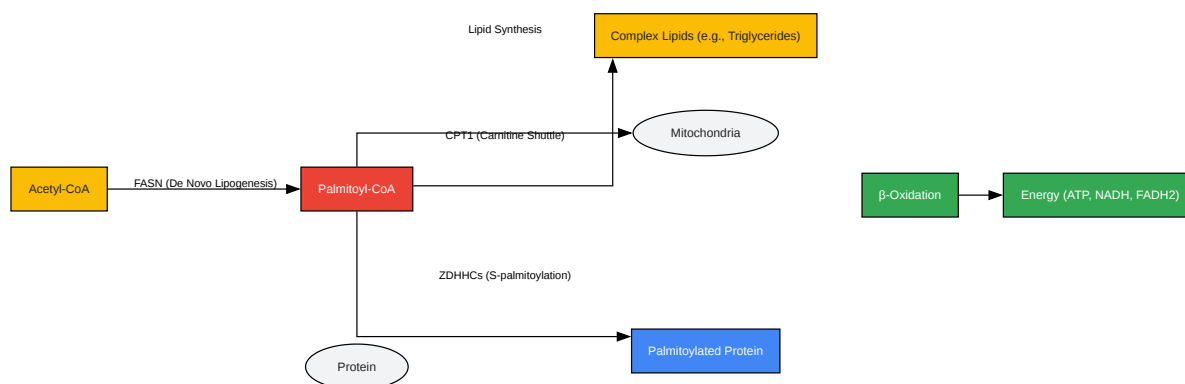 Lipid Synthesis
Complex Lipids (e.g., Triglycerides)
CPT1 (Carnitine Shuttle)
Mitochondria
Acetyl-CoA
FASN (De Novo Lipogenesis)
Palmitoyl-CoA
β-Oxidation
Energy (ATP, NADH, FADH2)
ZDHHCs (S-palmitoylation)
Palmitoylated Protein
Protein